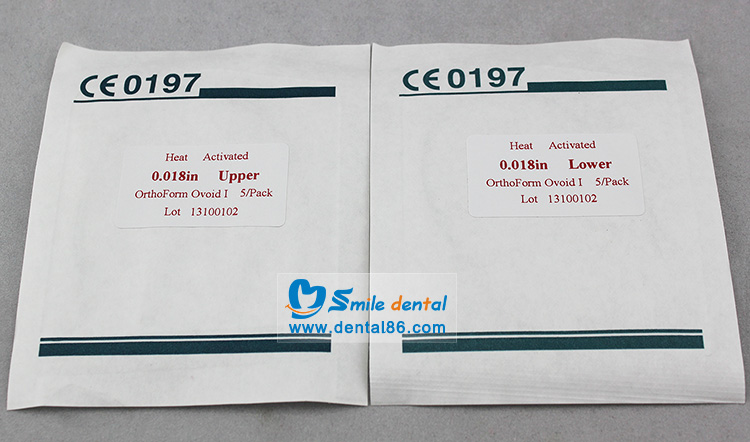 CE 0197
Heat Activated
0.018in Upper
OrthoForm Ovoid I 5/Pack
Lot 13100102
CE 0197
Heat Activated
0.018in Lower
OrthoForm Ovoid I 5/Pack
Lot 13100102
Smile dental
www.dental86.com